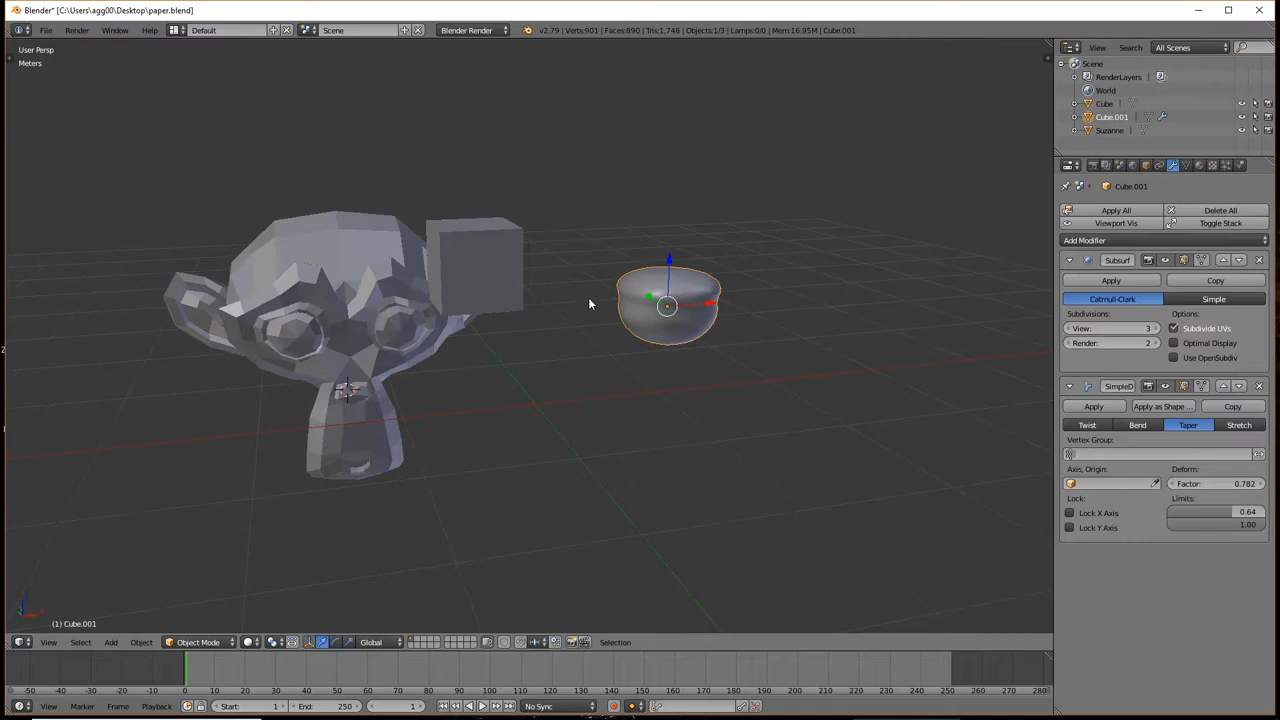 Blender* [C:\Users\agg00\Desktop\paper.blend]
File Render Window Help Default Scene Blender Render v2.79 | Verts:901 | Faces:890 | Tris:1,748 | Objects:1/3 | Lamps:0/0 | Mem:16.95M | Cube.001
User Persp
Meters
(1) Cube.001
View Select Add Object Object Mode Global Selection
-50 -40 -30 -20 -10 0 10 20 30 40 50 60 70 80 90 100 110 120 130 140 150 160 170 180 190 200 210 220 230 240 250 260 270 280
View Marker Frame Playback Start: 1 End: 250 1 No Sync
View Search All Scenes
Scene
RenderLayers
World
Cube
Cube.001
Suzanne
Cube.001
Apply All Delete All
Viewport Vis Toggle Stack
Add Modifier
Subsurf
Apply Copy
Catmull-Clark Simple
Subdivisions: Options:
View: 3 Subdivide UVs
Render: 2 Optimal Display
Use OpenSubdiv
SimpleD
Apply Apply as Shape ... Copy
Twist Bend Taper Stretch
Vertex Group:
Axis, Origin: Deform:
Factor: 0.782
Lock: Limits:
Lock X Axis 0.64
Lock Y Axis 1.00